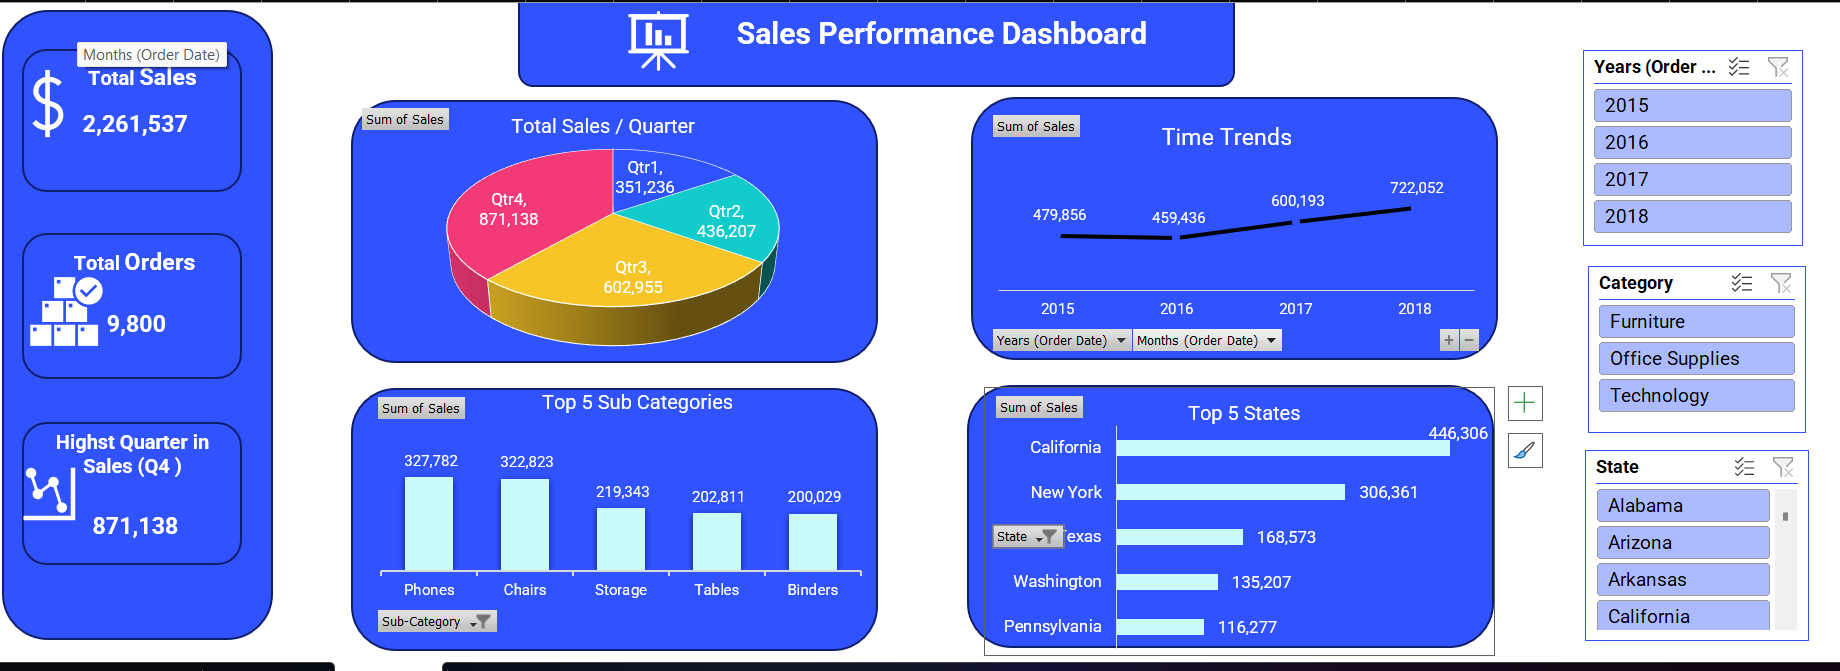 Sales Performance Dashboard
Months (Order Date)
Total Sales
2,261,537
Total Orders
9,800
Highst Quarter in
Sales (Q4 )
871,138
Sum of Sales
Total Sales / Quarter
Qtr1,
351,236
Qtr2,
436,207
Qtr3,
602,955
Qtr4,
871,138
Sum of Sales
Time Trends
479,856
459,436
600,193
722,052
2015
2016
2017
2018
Years (Order Date)
Months (Order Date)
Sum of Sales
Top 5 Sub Categories
327,782
322,823
219,343
202,811
200,029
Phones
Chairs
Storage
Tables
Binders
Sub-Category
Sum of Sales
Top 5 States
California
446,306
New York
306,361
State
exas
168,573
Washington
135,207
Pennsylvania
116,277
Years (Order ...
2015
2016
2017
2018
Category
Furniture
Office Supplies
Technology
State
Alabama
Arizona
Arkansas
California